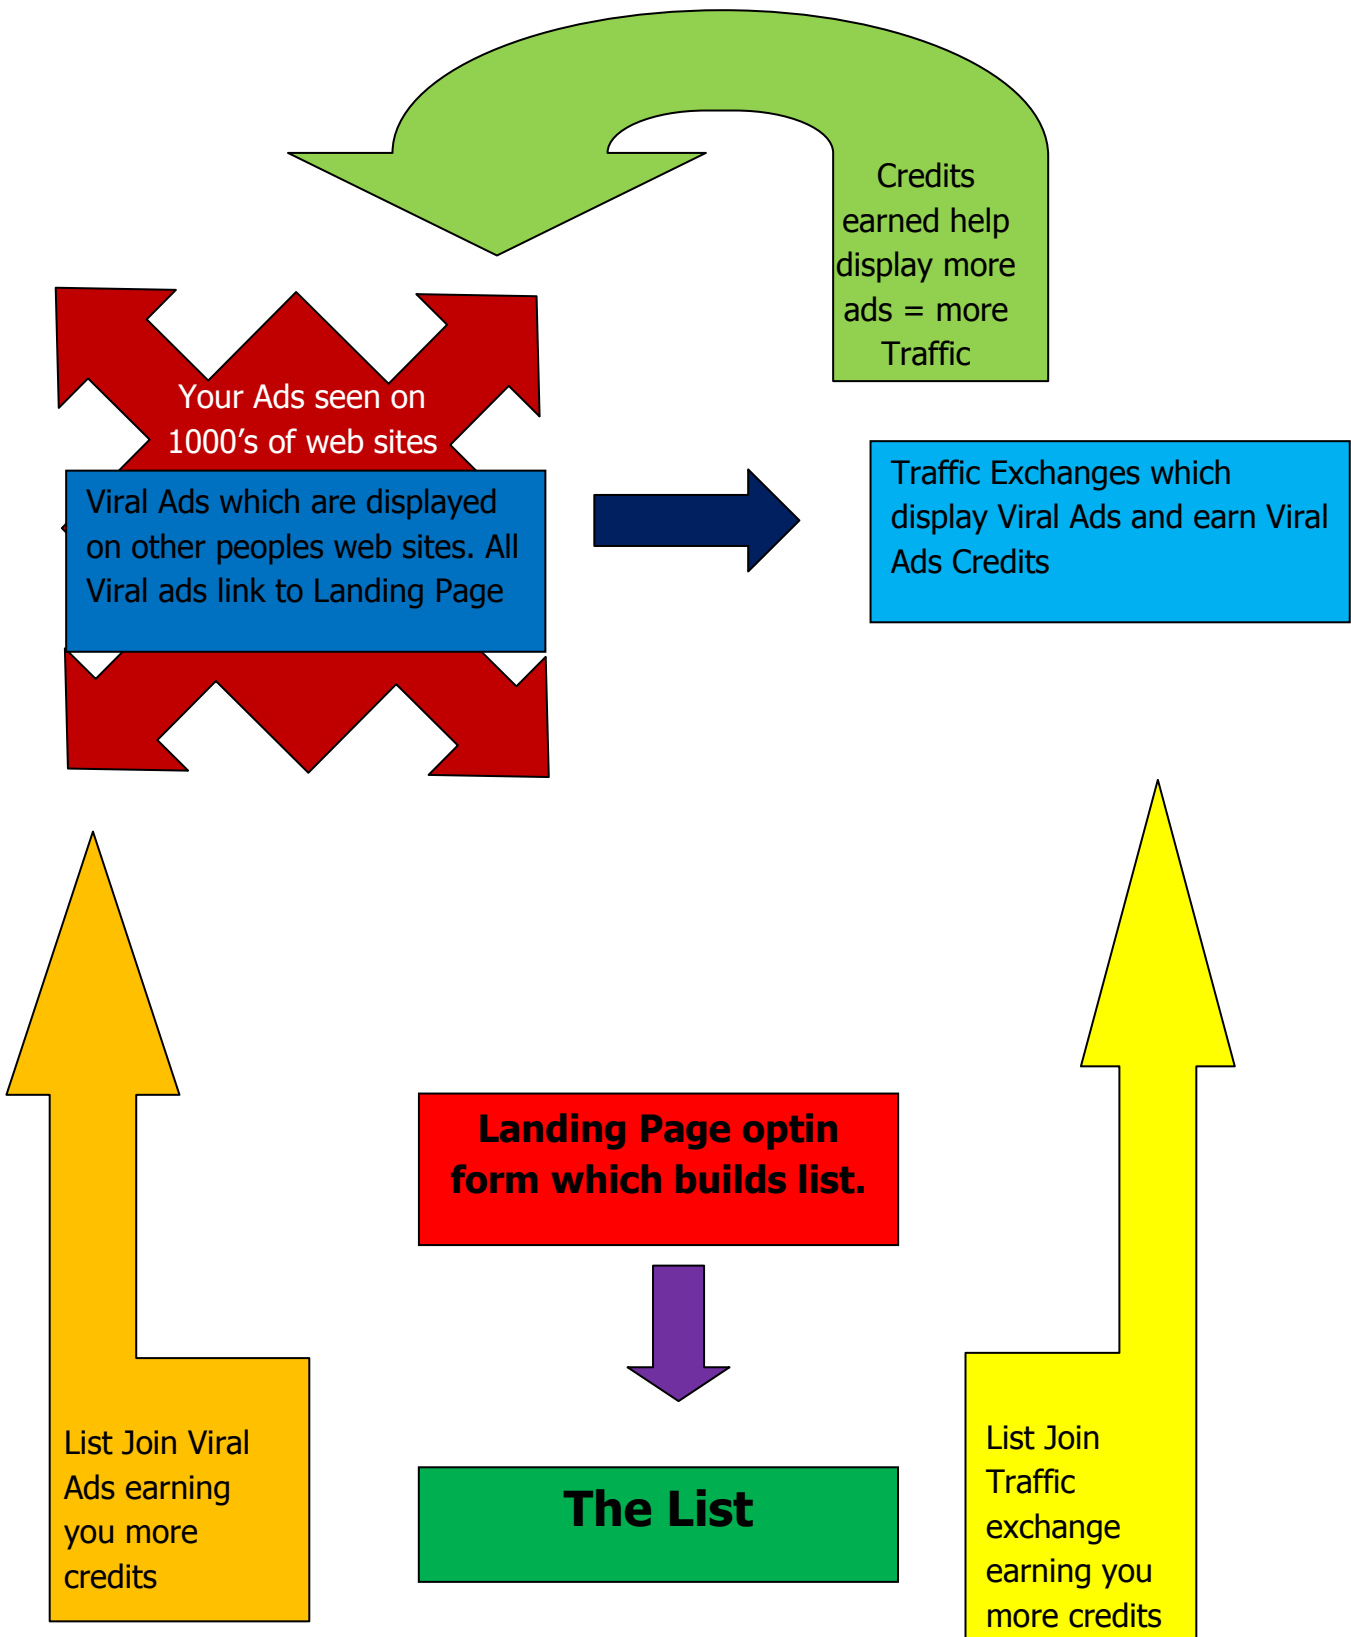 Credits
earned help
display more
ads = more
Traffic
Your Ads seen on
1000’s of web sites
Viral Ads which are displayed
on other peoples web sites. All
Viral ads link to Landing Page
Traffic Exchanges which
display Viral Ads and earn Viral
Ads Credits
Landing Page optin
form which builds list.
List Join Viral
Ads earning
you more
credits
The List
List Join
Traffic
exchange
earning you
more credits